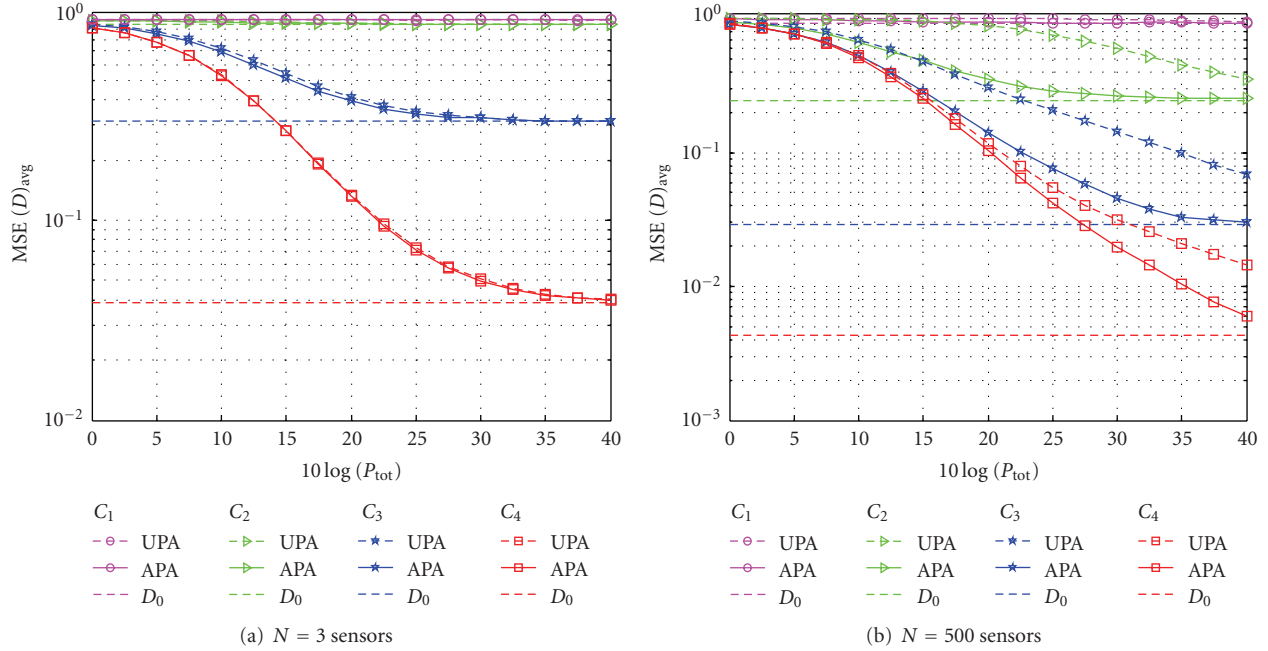 10⁰
10⁻¹
10⁻²
MSE (D)avg
0 5 10 15 20 25 30 35 40
10 log (Ptot)
C₁ C₂ C₃ C₄
UPA UPA UPA UPA
APA APA APA APA
D₀ D₀ D₀ D₀
(a) N = 3 sensors
10⁰
10⁻¹
10⁻²
10⁻³
MSE (D)avg
0 5 10 15 20 25 30 35 40
10 log (Ptot)
C₁ C₂ C₃ C₄
UPA UPA UPA UPA
APA APA APA APA
D₀ D₀ D₀ D₀
(b) N = 500 sensors